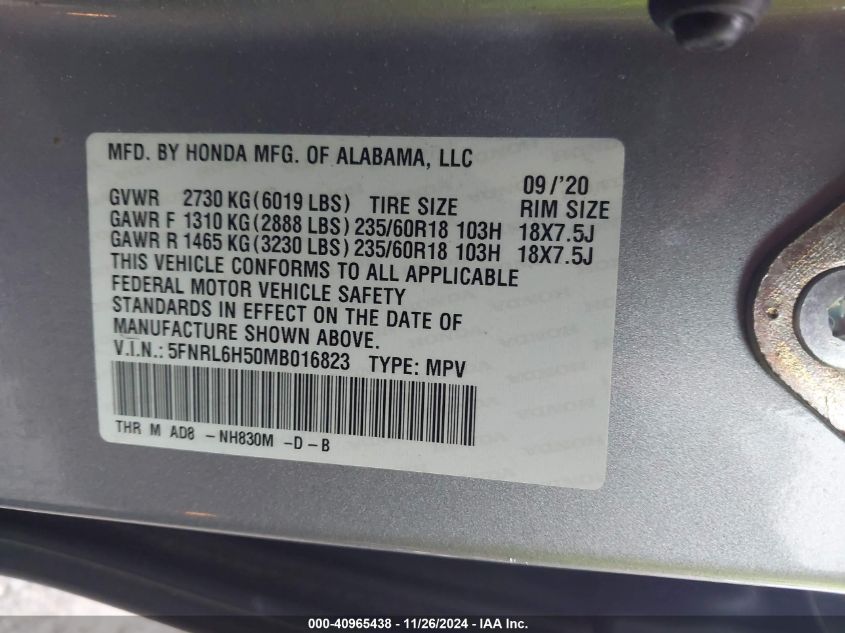 MFD. BY HONDA MFG. OF ALABAMA, LLC
09/'20
GVWR 2730 KG(6019 LBS) TIRE SIZE RIM SIZE
GAWR F 1310 KG(2888 LBS) 235/60R18 103H 18X7.5J
GAWR R 1465 KG(3230 LBS) 235/60R18 103H 18X7.5J
THIS VEHICLE CONFORMS TO ALL APPLICABLE
FEDERAL MOTOR VEHICLE SAFETY
STANDARDS IN EFFECT ON THE DATE OF
MANUFACTURE SHOWN ABOVE.
V.I.N.: 5FNRL6H50MB016823 TYPE: MPV
THR M AD8 -NH830M -D-B
000-40965438 - 11/26/2024 - IAA Inc.